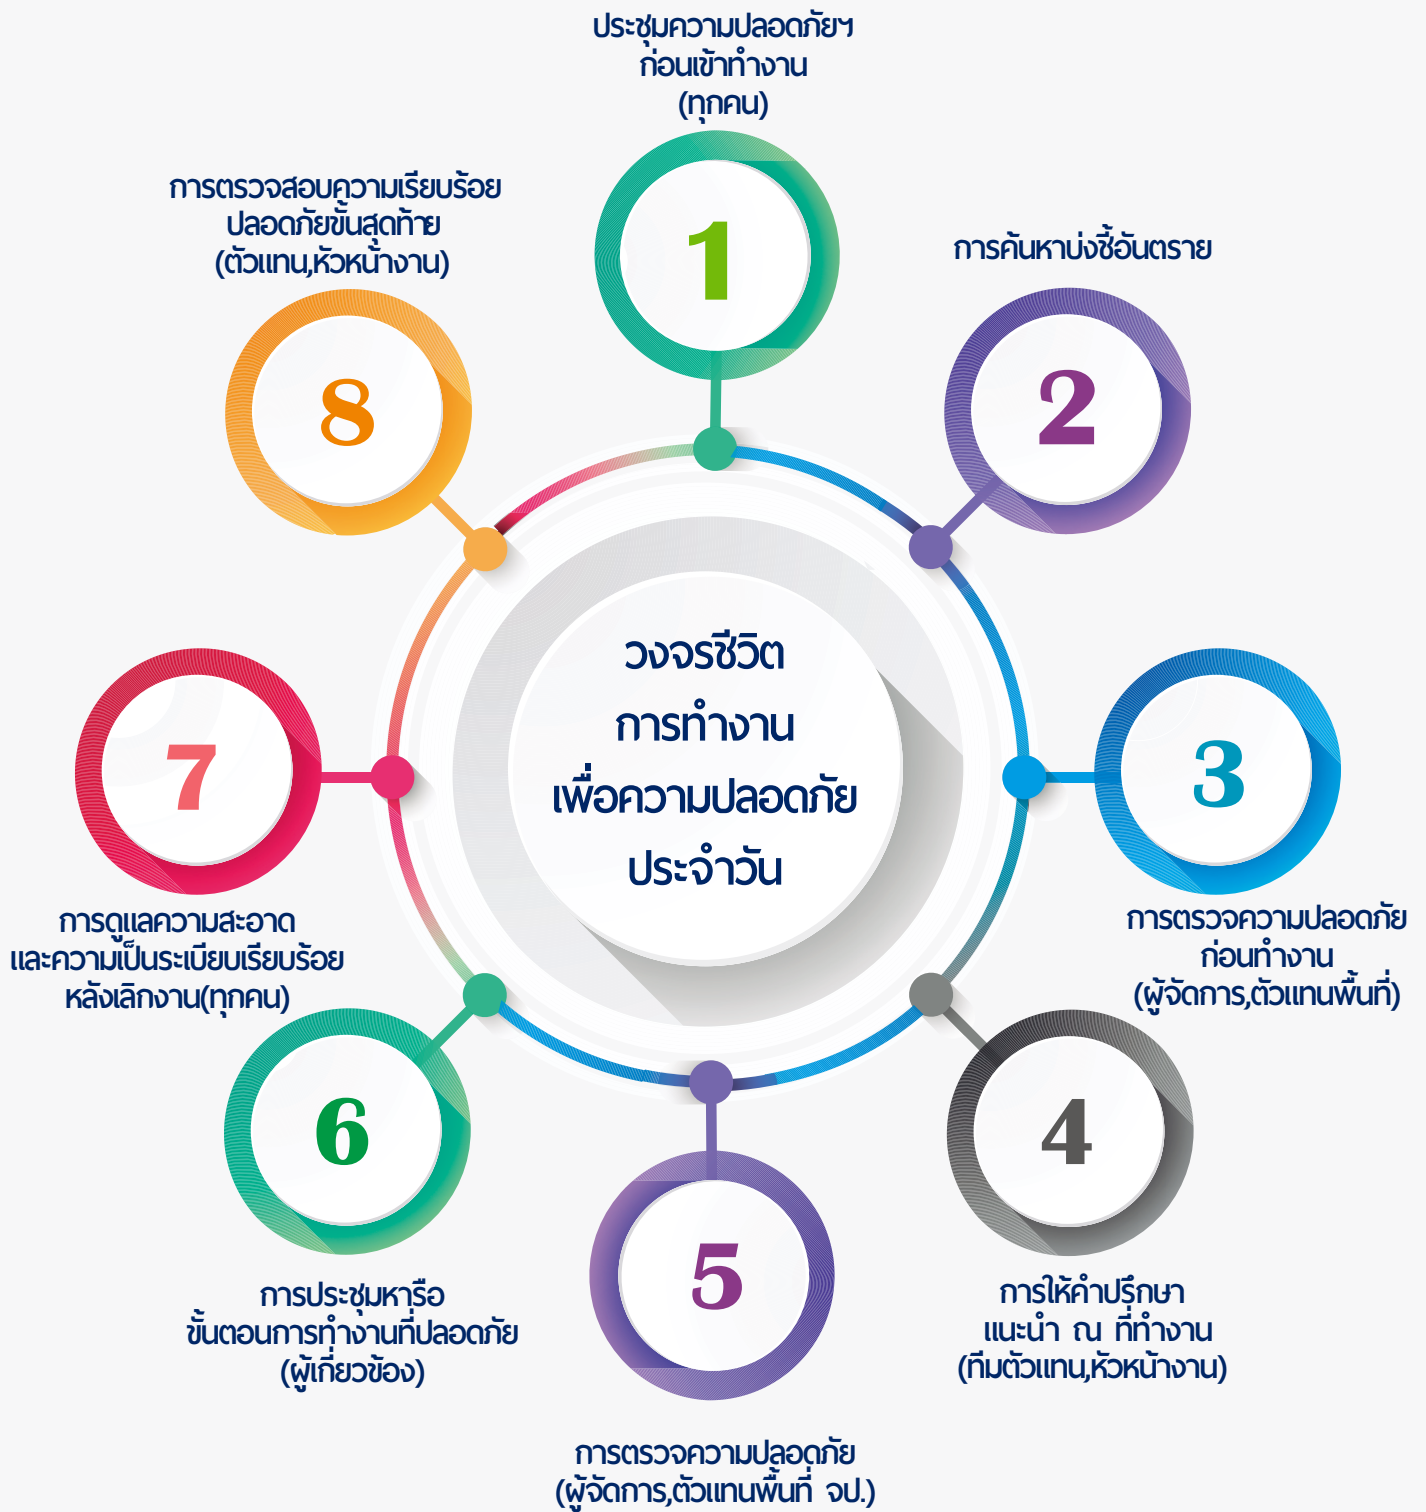 ประชุมความปลอดภัยฯ
ก่อนเข้าทำงาน
(ทุกคน)
1
การค้นหาบ่งชี้อันตราย
2
3
การตรวจความปลอดภัย
ก่อนทำงาน
(ผู้จัดการ,ตัวแทนพื้นที่)
4
การให้คำปรึกษา
แนะนำ ณ ที่ทำงาน
(ทีมตัวแทน,หัวหน้างาน)
5
การตรวจความปลอดภัย
(ผู้จัดการ,ตัวแทนพื้นที่ จป.)
6
การประชุมหารือ
ขั้นตอนการทำงานที่ปลอดภัย
(ผู้เกี่ยวข้อง)
7
การดูแลความสะอาด
และความเป็นระเบียบเรียบร้อย
หลังเลิกงาน(ทุกคน)
การตรวจสอบความเรียบร้อย
ปลอดภัยขั้นสุดท้าย
(ตัวแทน,หัวหน้างาน)
8
วงจรชีวิต
การทำงาน
เพื่อความปลอดภัย
ประจำวัน